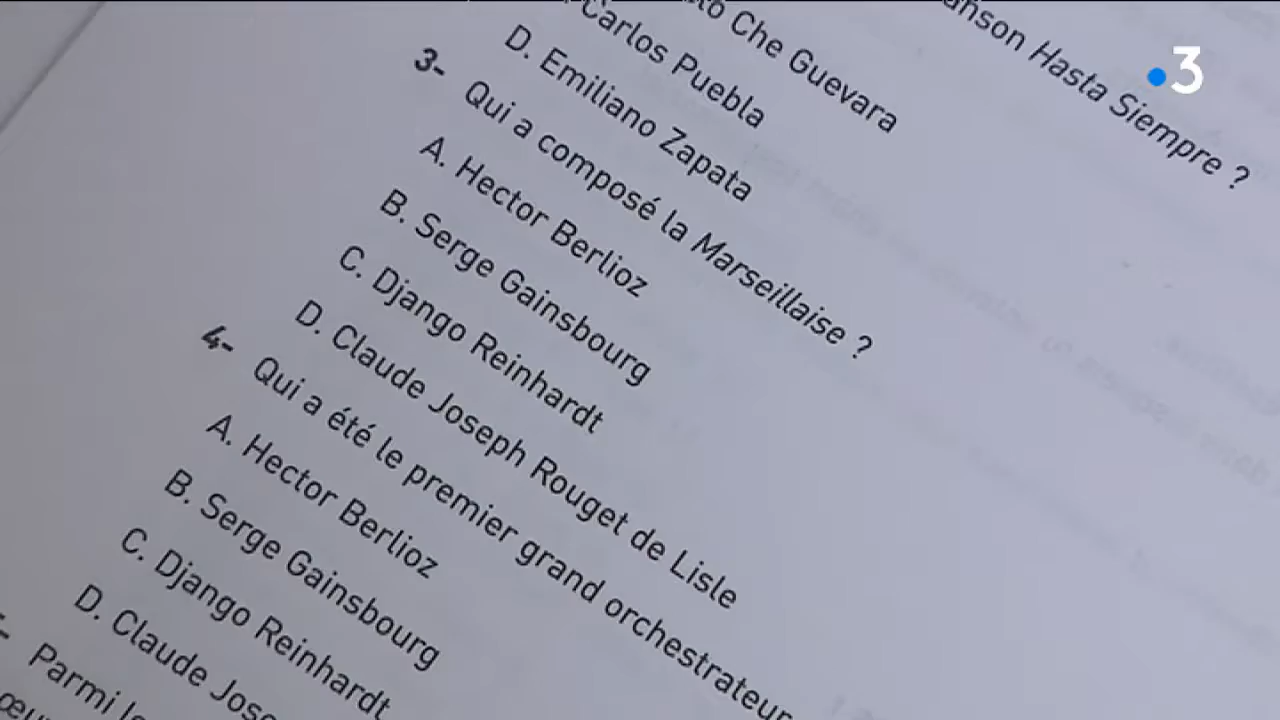 Hasta Siempre ?
Che Guevara
Carlos Puebla
D. Emiliano Zapata
3- Qui a composé la Marseillaise ?
A. Hector Berlioz
B. Serge Gainsbourg
C. Django Reinhardt
D. Claude Joseph Rouget de Lisle
4- Qui a été le premier grand orchestrateur
A. Hector Berlioz
B. Serge Gainsbourg
C. Django Reinhardt
D. Claude
Parmi
3